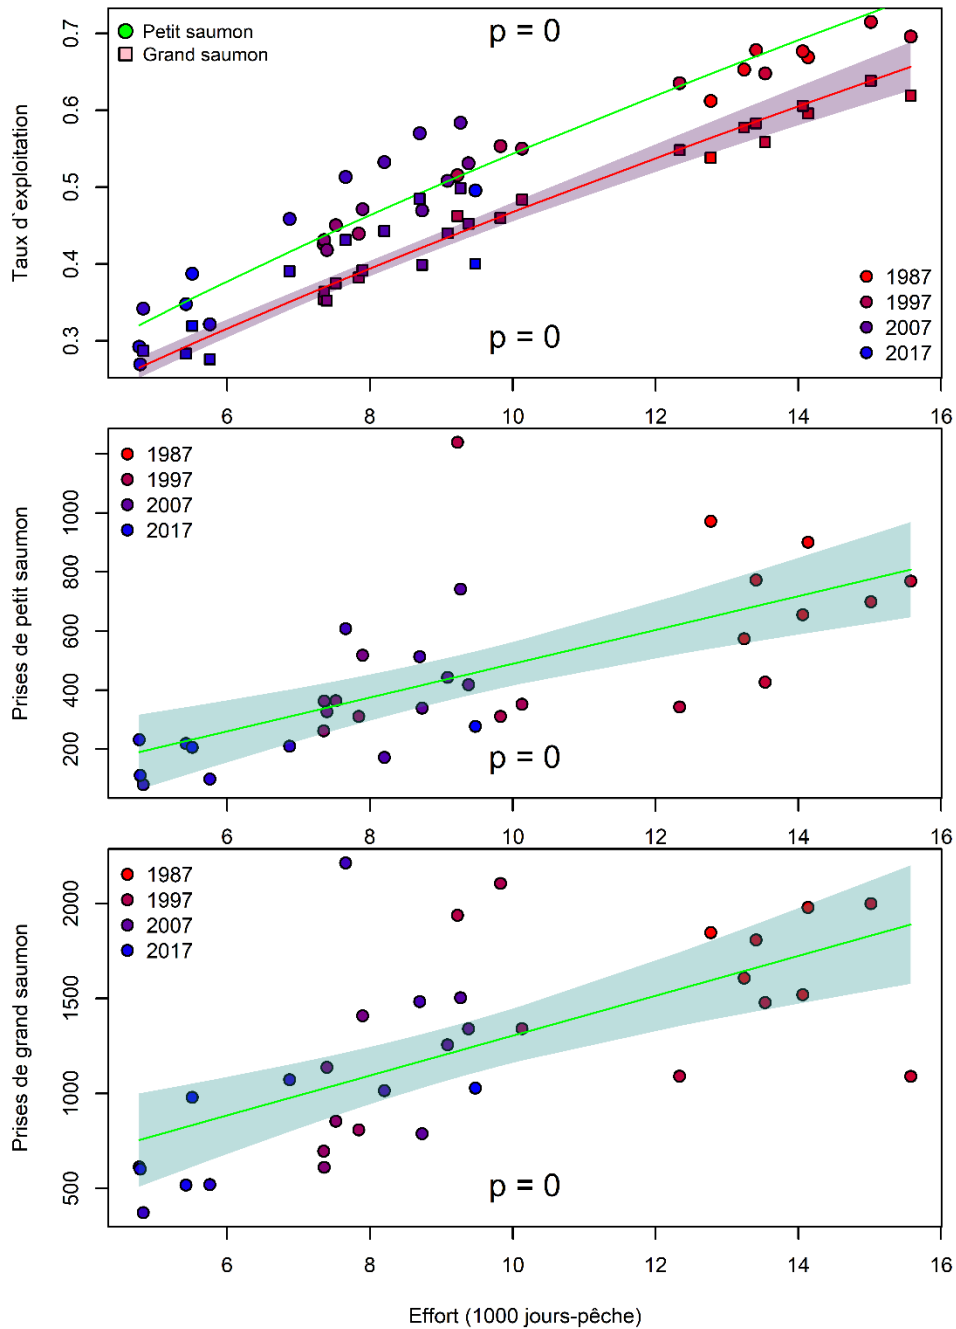 p = 0
Petit saumon
Grand saumon
Taux d`exploitation
0.3 0.4 0.5 0.6 0.7
1987
1997
2007
2017
p = 0
6 8 10 12 14 16
1987
1997
2007
2017
Prises de petit saumon
200 400 600 800 1000
p = 0
6 8 10 12 14 16
1987
1997
2007
2017
Prises de grand saumon
500 1000 1500 2000
p = 0
6 8 10 12 14 16
Effort (1000 jours-pêche)